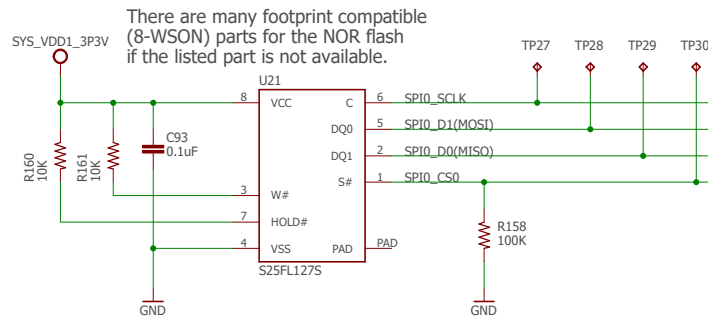 There are many footprint compatible
(8-WSON) parts for the NOR flash
if the listed part is not available.
SYS_VDD1_3P3V
TP27 TP28 TP29 TP30
U21
8 VCC C 6 SPI0_SCLK
DQ0 5 SPI0_D1(MOSI)
C93
0.1uF
R160
10K
R161
10K
DQ1 2 SPI0_D0(MISO)
S# 1 SPI0_CS0
3 W#
7 HOLD#
R158
100K
4 VSS PAD PAD
S25FL127S
GND GND